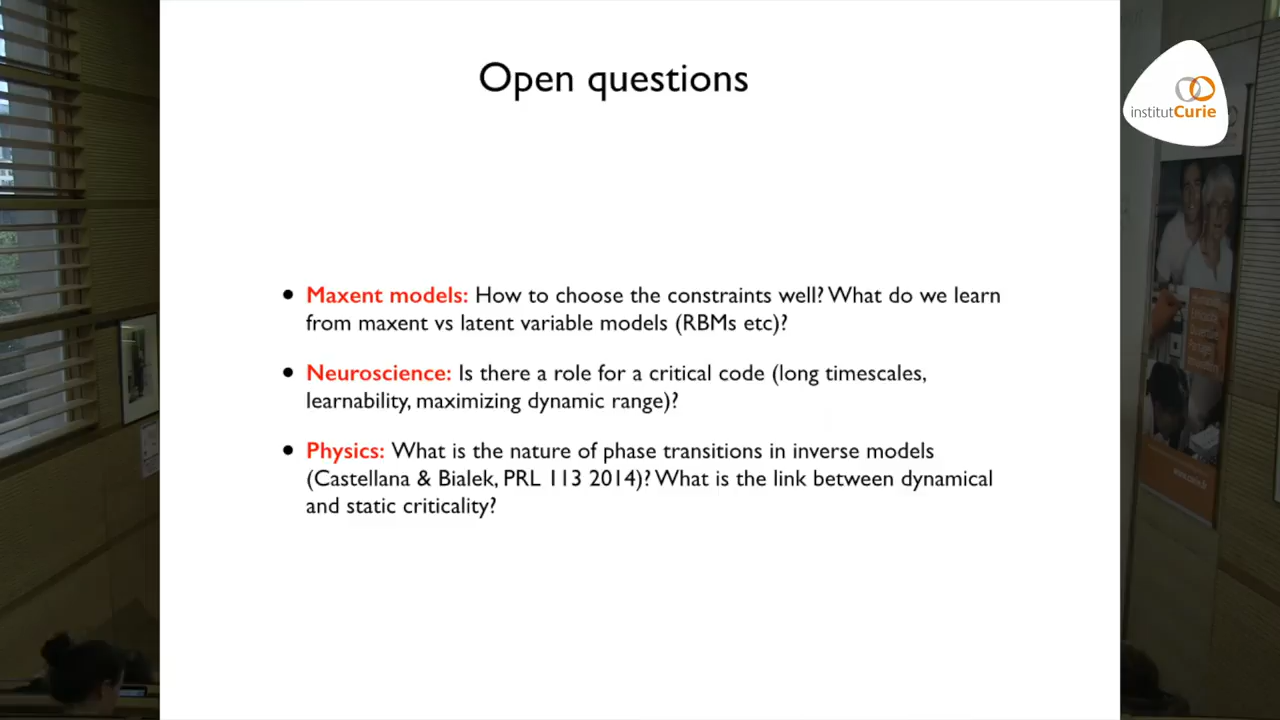 Open questions
institutCurie
• Maxent models: How to choose the constraints well? What do we learn
from maxent vs latent variable models (RBMs etc)?
• Neuroscience: Is there a role for a critical code (long timescales,
learnability, maximizing dynamic range)?
• Physics: What is the nature of phase transitions in inverse models
(Castellana & Bialek, PRL 113 2014)? What is the link between dynamical
and static criticality?